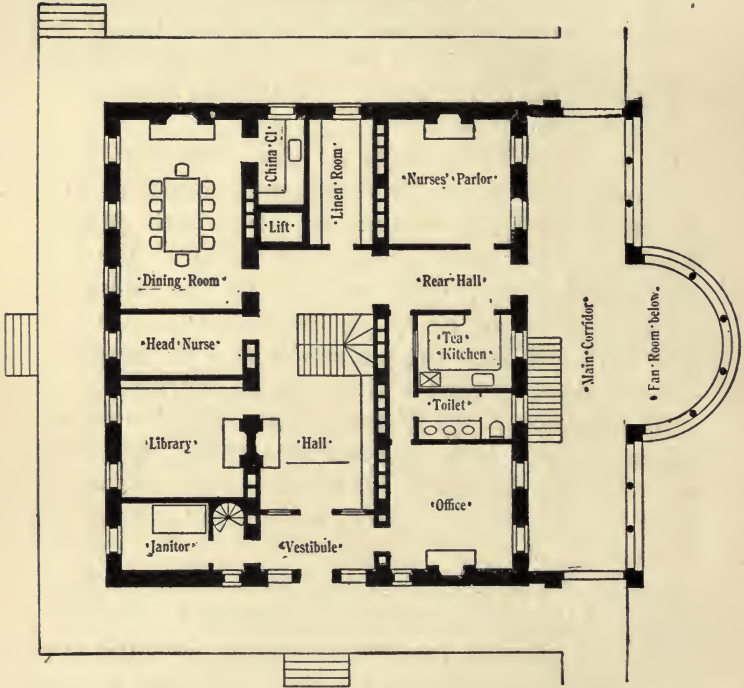 China Cl.
Linen Room
Nurses' Parlor
Lift
Dining Room
Rear Hall
Head Nurse
Tea
Kitchen
Main Corridor
Fan Room below.
Toilet
Library
Hall
Office
Janitor
Vestibule